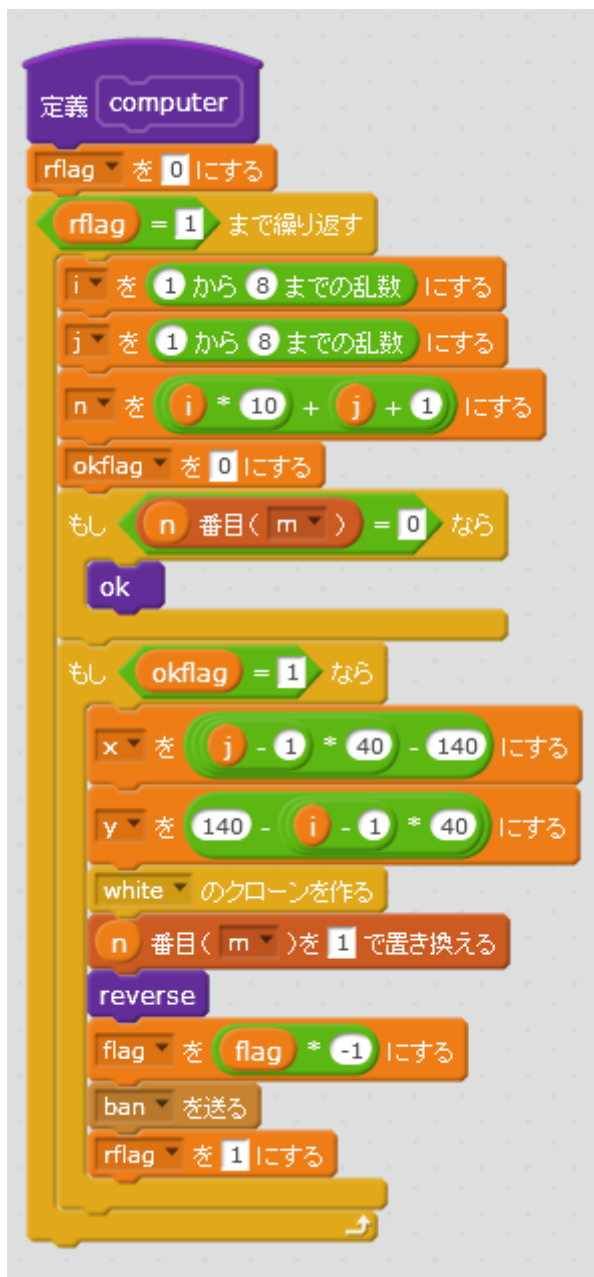 定義 computer
rflag を 0 にする
rflag = 1 まで繰り返す
i を 1 から 8 までの乱数 にする
j を 1 から 8 までの乱数 にする
n を i * 10 + j + 1 にする
okflag を 0 にする
もし n 番目( m ) = 0 なら
ok
もし okflag = 1 なら
x を j - 1 * 40 - 140 にする
y を 140 - i - 1 * 40 にする
white のクローンを作る
n 番目( m )を 1 で置き換える
reverse
flag を flag * -1 にする
ban を送る
rflag を 1 にする